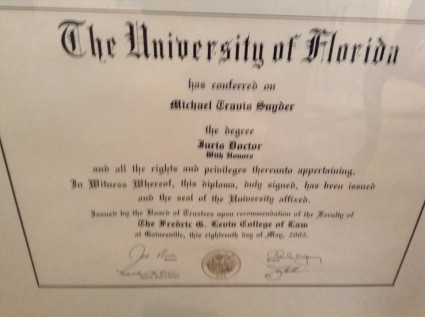 The University of Florida
has conferred on
Michael Travis Snyder
the degree
Juris Doctor
With Honors
and all the rights and privileges thereunto appertaining.
In Witness Whereof, this diploma, duly signed, has been issued
and the seal of the University affixed.
Issued by the Board of Trustees upon recommendation of the Faculty of
The Fredric G. Levin College of Law
at Gainesville, this eighteenth day of May, 2002.